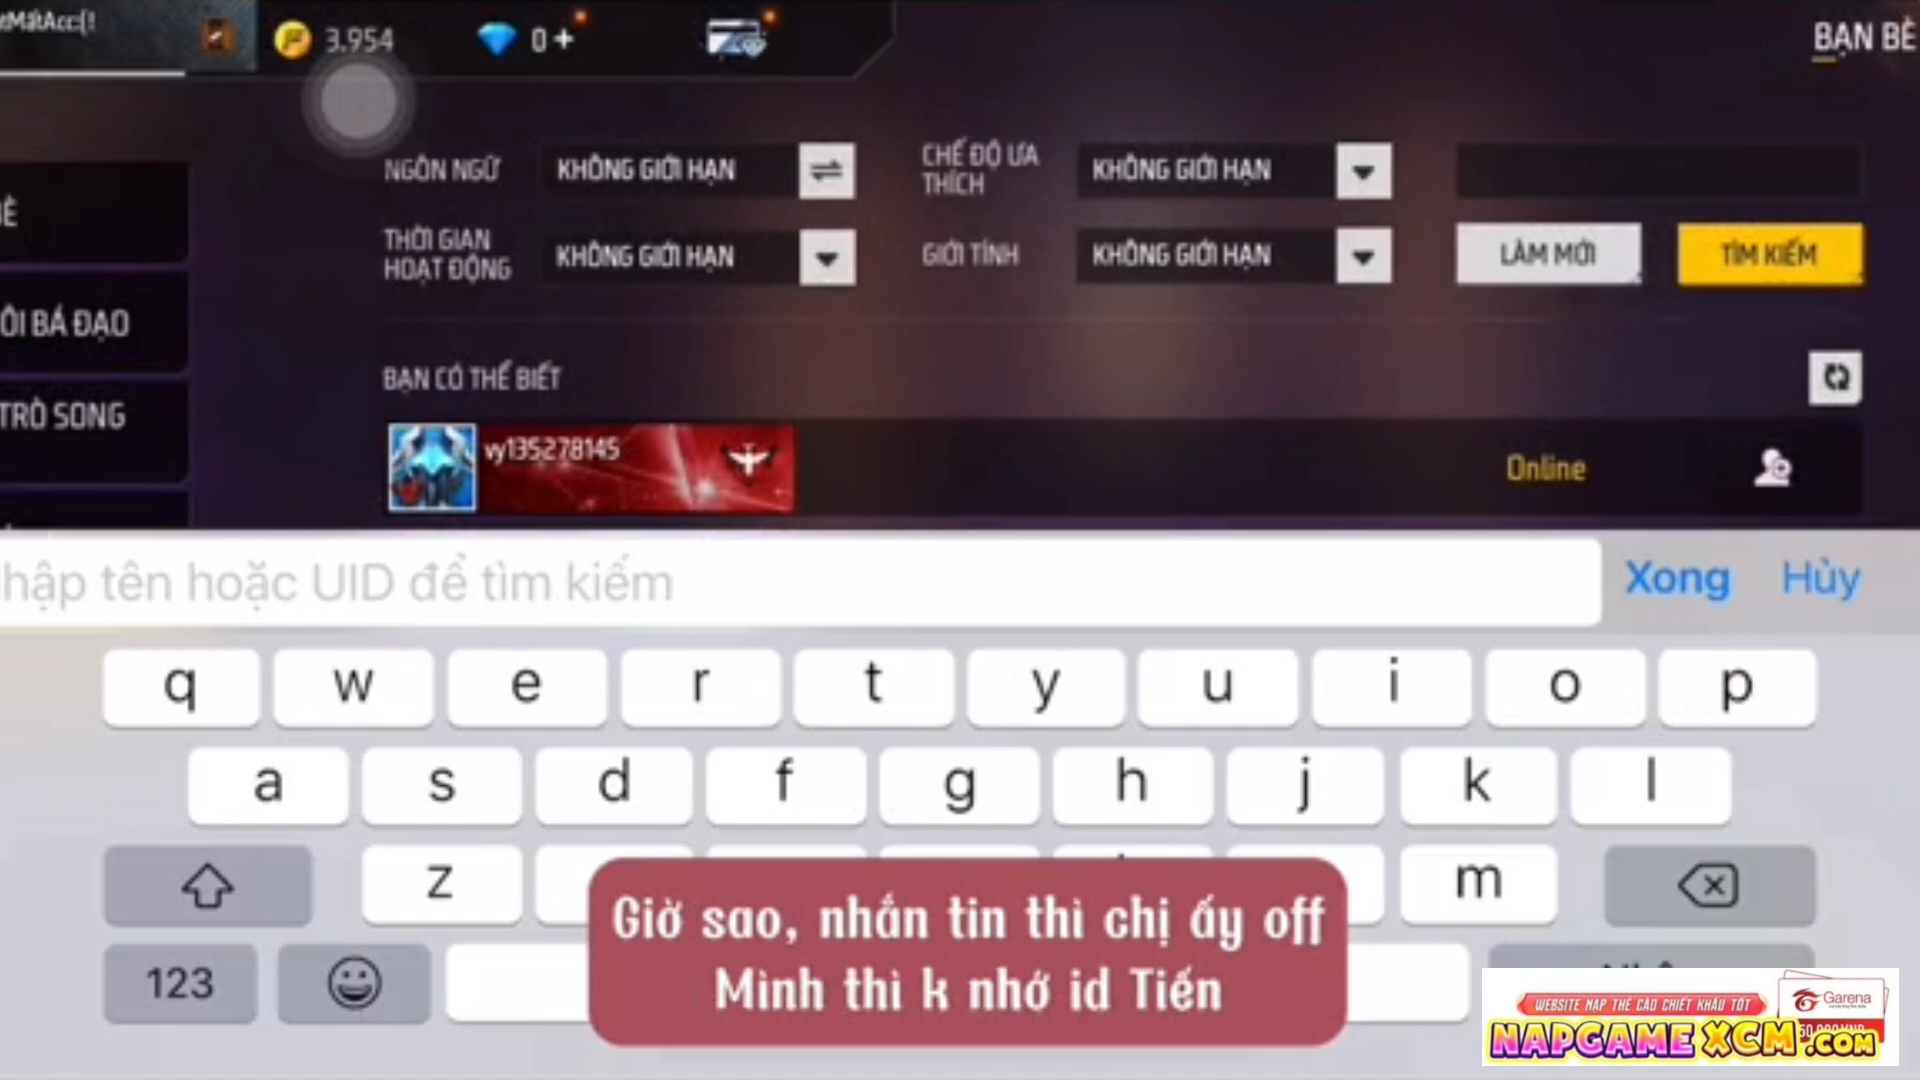 tMấtAcc:(!
3.954
0 +
BẠN BÈ
NGÔN NGỮ
KHÔNG GIỚI HẠN
CHẾ ĐỘ ƯA
THÍCH
KHÔNG GIỚI HẠN
BÈ
THỜI GIAN
HOẠT ĐỘNG
KHÔNG GIỚI HẠN
GIỚI TÍNH
KHÔNG GIỚI HẠN
LÀM MỚI
TÌM KIẾM
ÔI BÁ ĐẠO
BẠN CÓ THỂ BIẾT
TRÒ SONG
vy135278145
Online
hập tên hoặc UID để tìm kiếm
Xong
Hủy
q w e r t y u i o p
a s d f g h j k l
z m
Giờ sao, nhắn tin thì chị ấy off
Mình thì k nhớ id Tiến
123
WEBSITE NẠP THẺ CÀO CHIẾT KHẤU TỐT
Garena
NAPGAMEXCM.COM